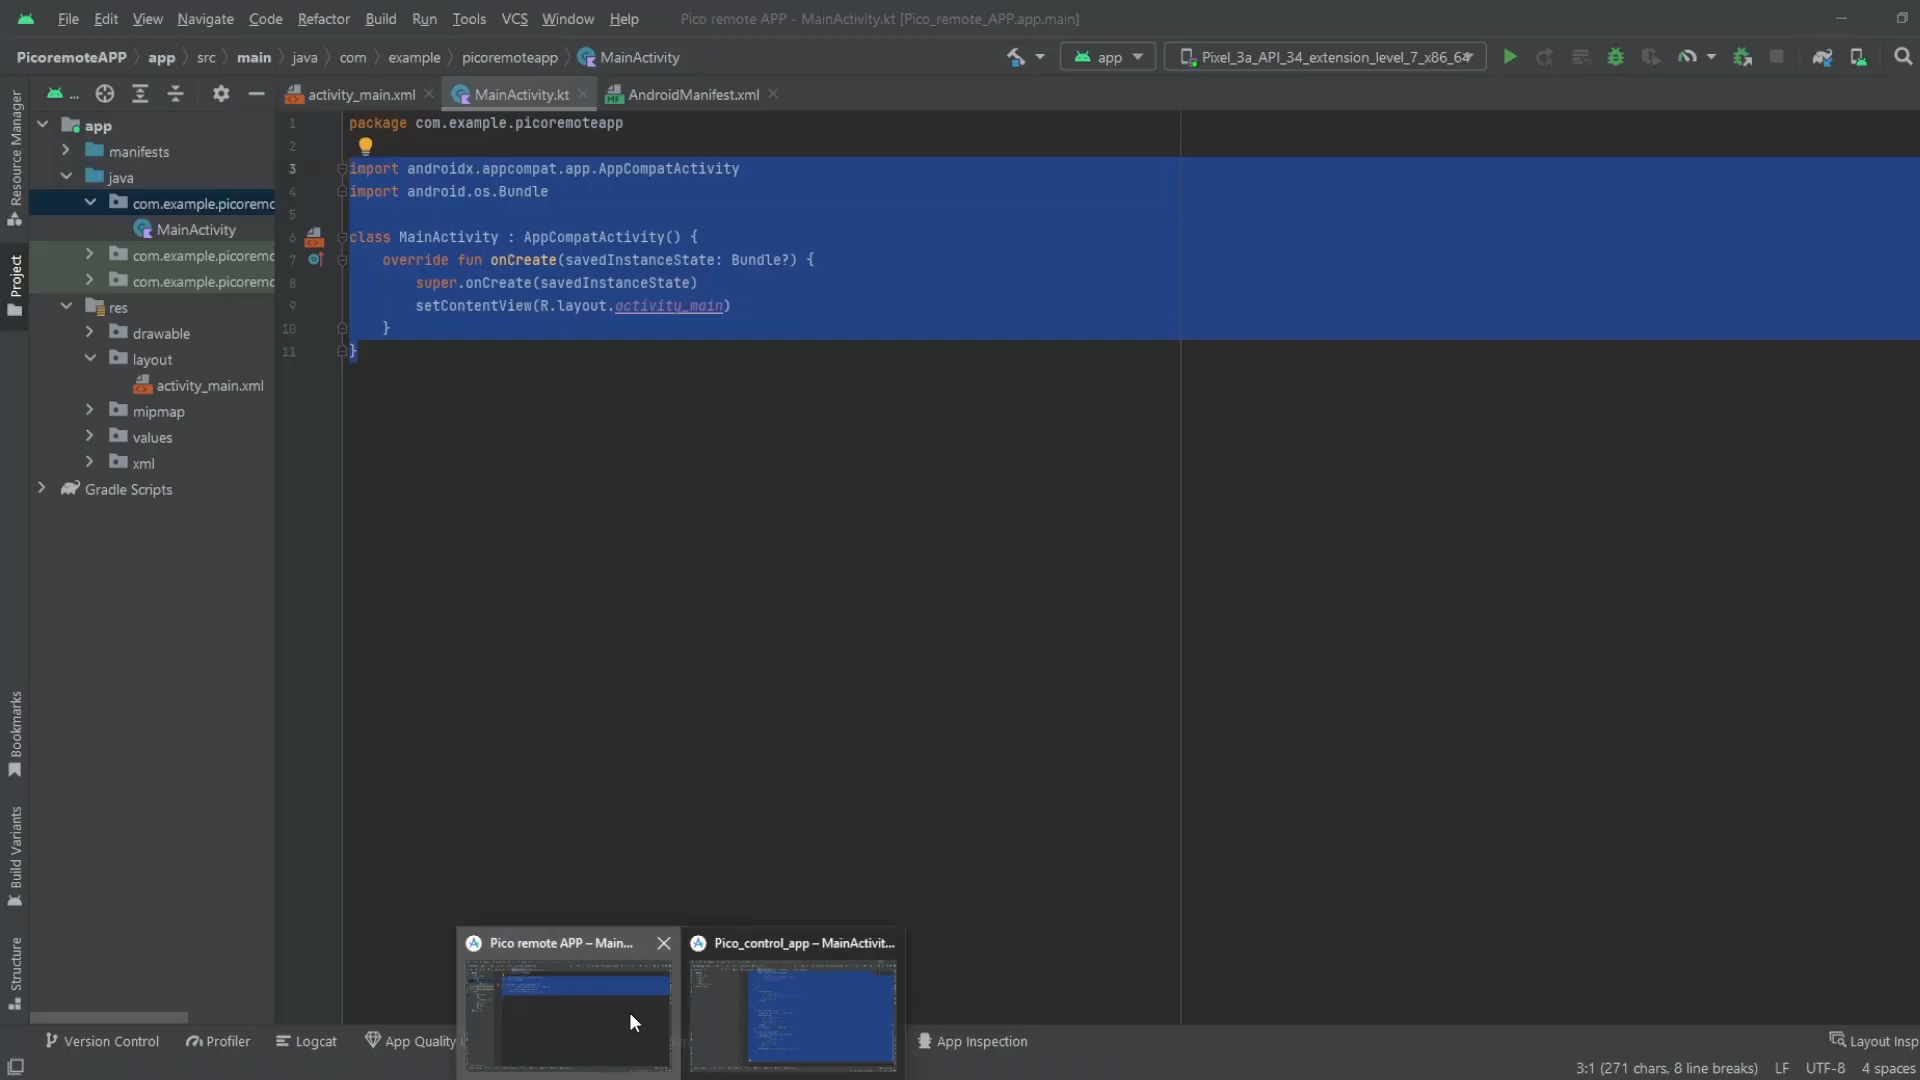 File Edit View Navigate Code Refactor Build Run Tools VCS Window Help Pico remote APP - MainActivity.kt [Pico_remote_APP.app.main]
PicoremoteAPP app src main java com example picoremoteapp MainActivity app Pixel_3a_API_34_extension_level_7_x86_64
... activity_main.xml MainActivity.kt AndroidManifest.xml
Resource Manager
Project
Bookmarks
Build Variants
Structure
app
manifests
java
com.example.picoremo
MainActivity
com.example.picoremo
com.example.picoremo
res
drawable
layout
activity_main.xml
mipmap
values
xml
Gradle Scripts
1 package com.example.picoremoteapp
2
3 import androidx.appcompat.app.AppCompatActivity
4 import android.os.Bundle
5
6 class MainActivity : AppCompatActivity() {
7 override fun onCreate(savedInstanceState: Bundle?) {
8 super.onCreate(savedInstanceState)
9 setContentView(R.layout.activity_main)
10 }
11 }
Pico remote APP – Main... Pico_control_app – MainActivit...
Version Control Profiler Logcat App Quality App Inspection Layout Insp
3:1 (271 chars, 8 line breaks) LF UTF-8 4 spaces